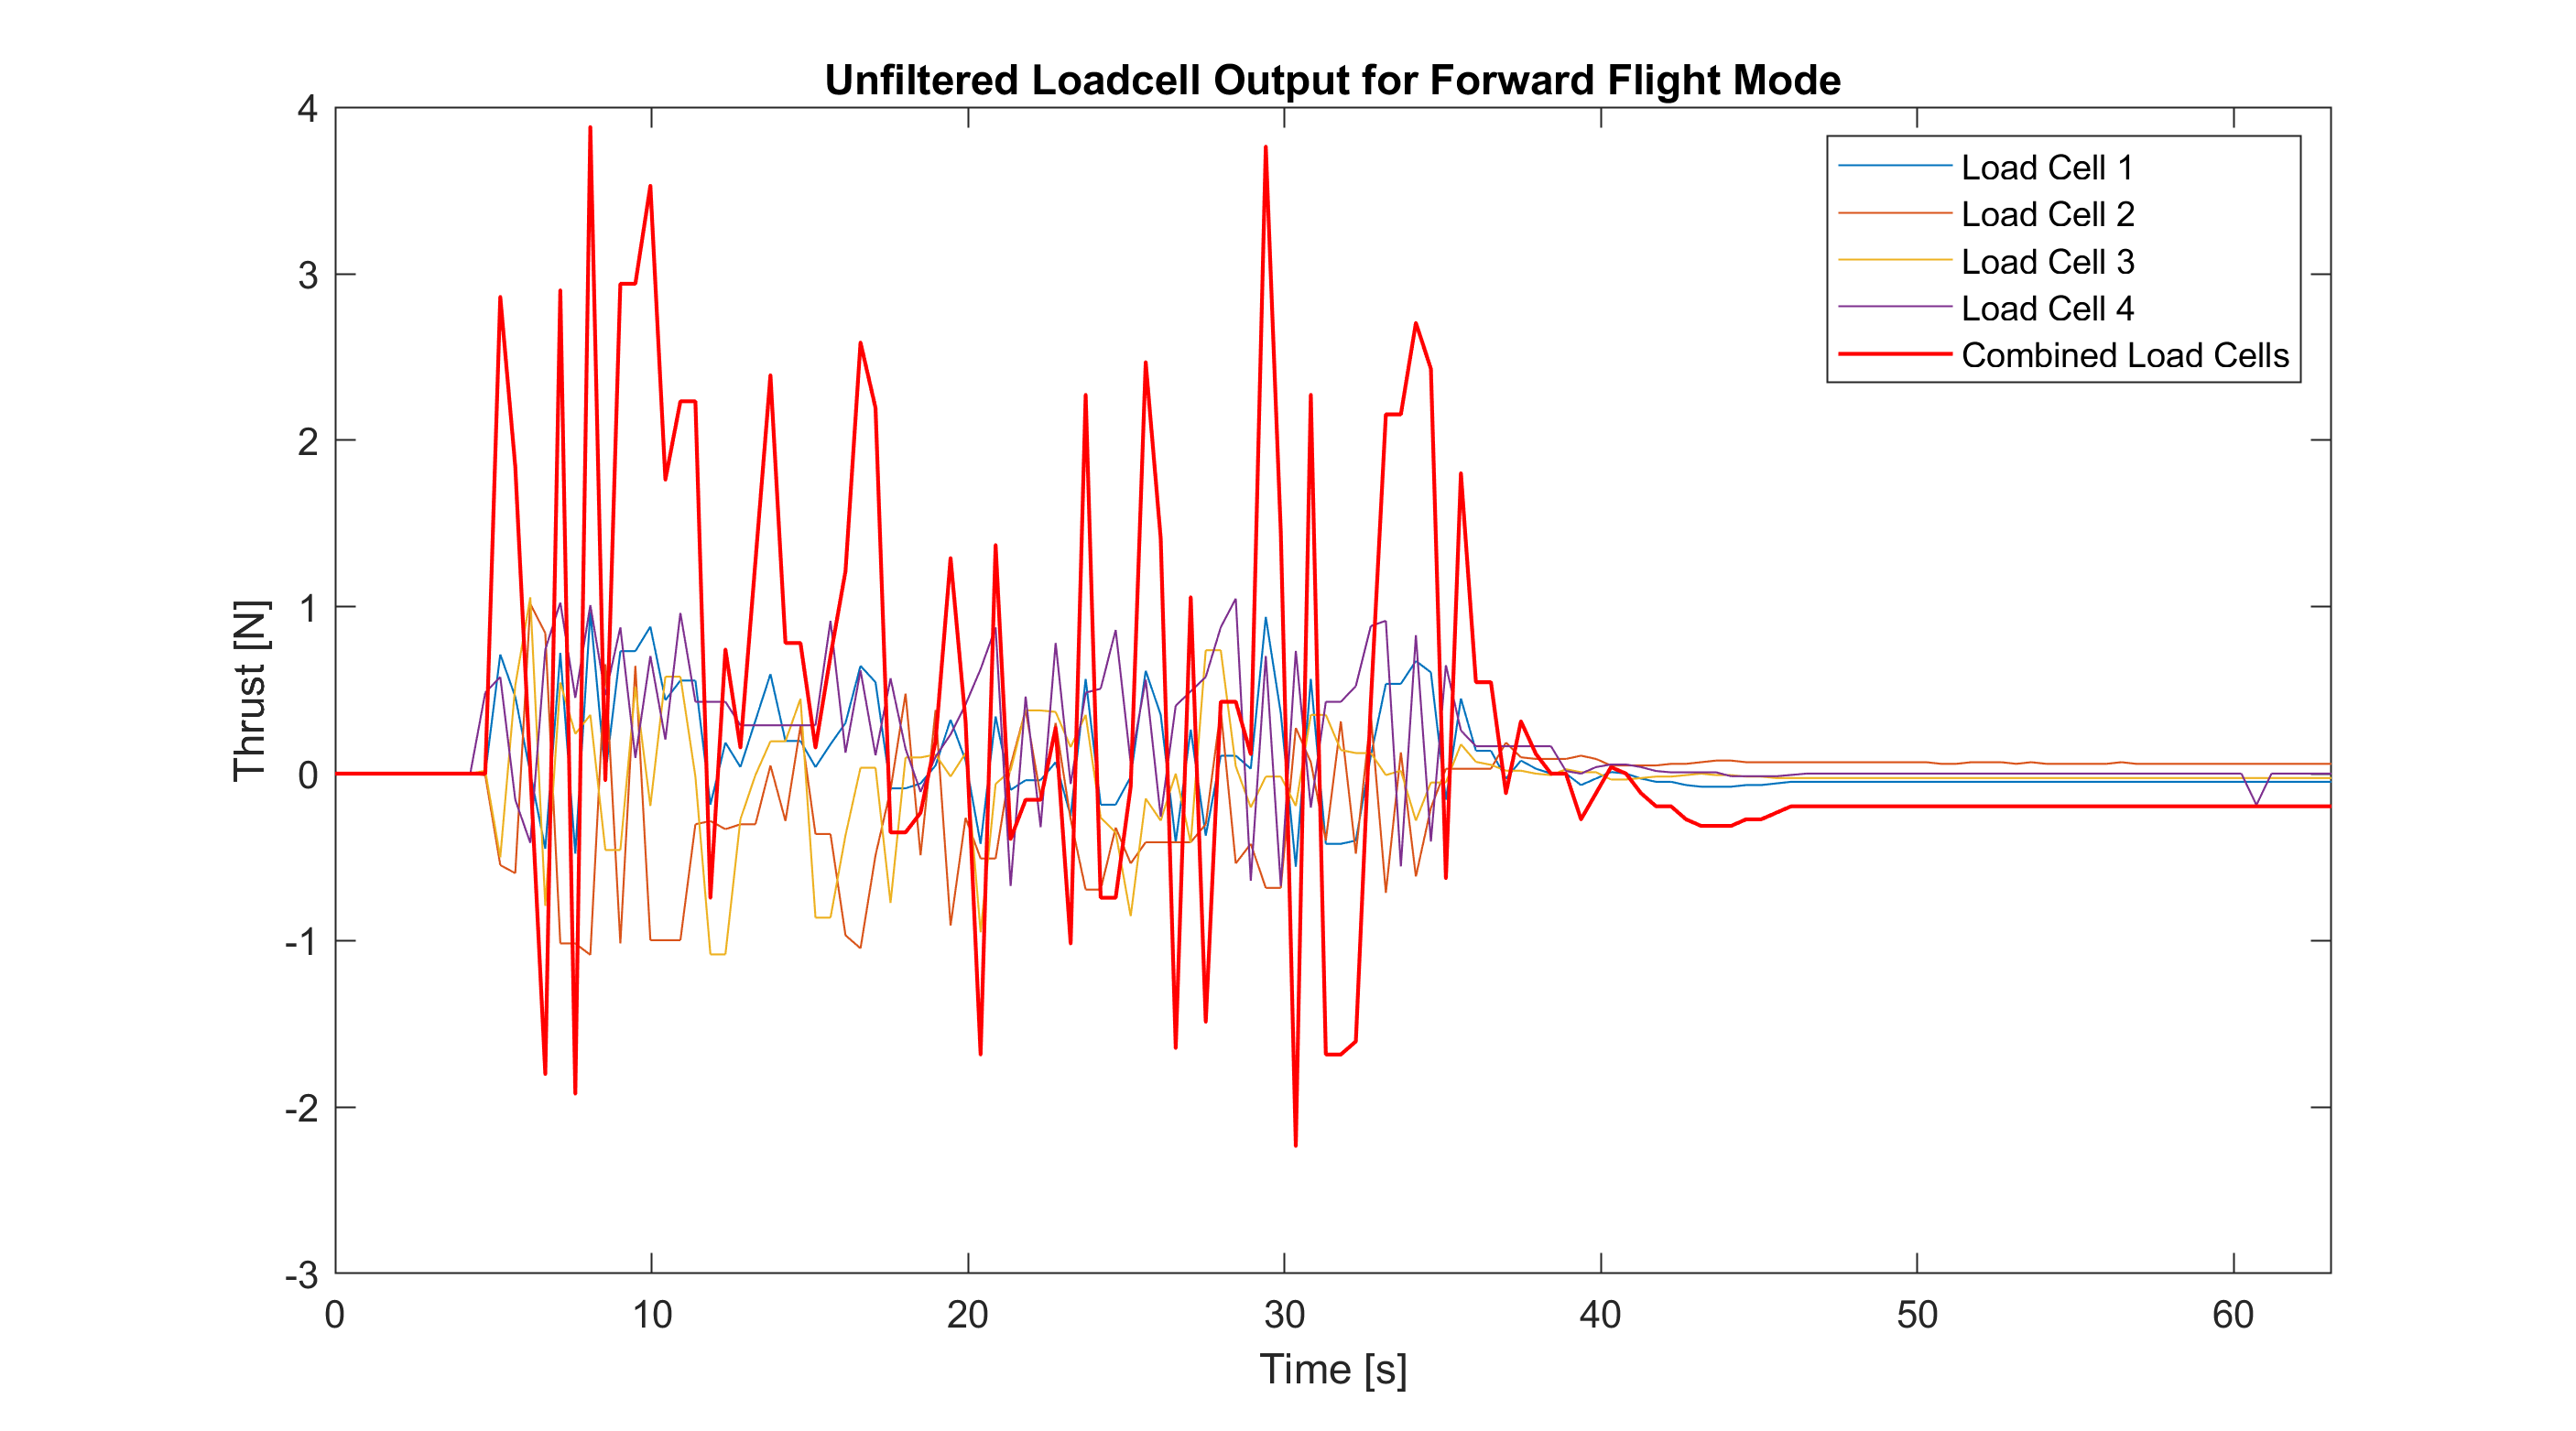 Unfiltered Loadcell Output for Forward Flight Mode
4
3
2
1
0
-1
-2
-3
Thrust [N]
Load Cell 1
Load Cell 2
Load Cell 3
Load Cell 4
Combined Load Cells
0 10 20 30 40 50 60
Time [s]